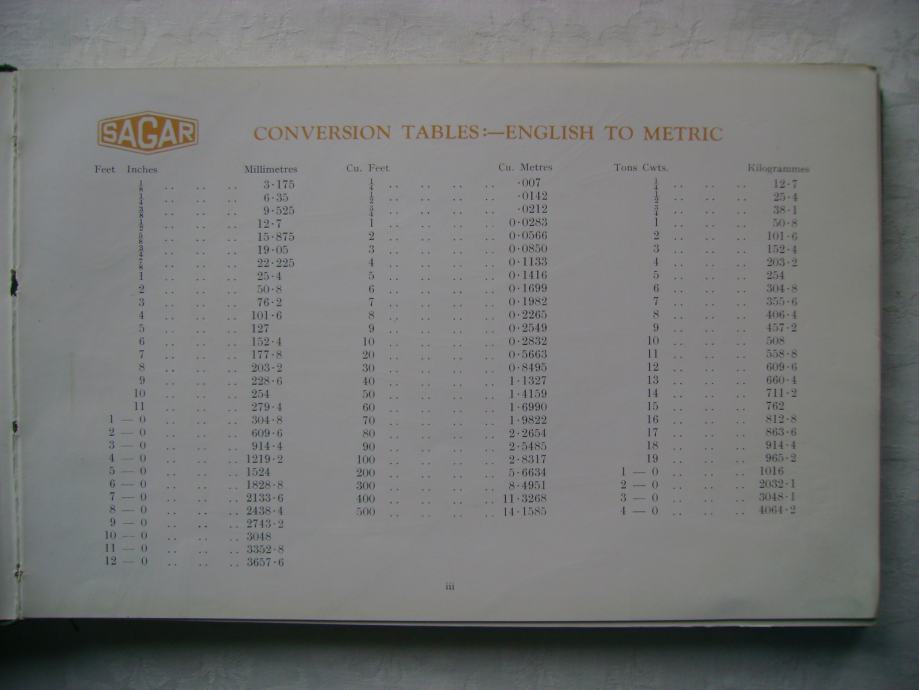 SAGAR
CONVERSION TABLES:—ENGLISH TO METRIC
Feet Inches Millimetres Cu. Feet Cu. Metres Tons Cwts. Kilogrammes
⅛ .. .. .. 3·175 ¼ .. .. .. .. ·007 ¼ .. .. .. 12·7
¼ .. .. .. 6·35 ½ .. .. .. .. ·0142 ½ .. .. .. 25·4
⅜ .. .. .. 9·525 ¾ .. .. .. .. ·0212 ¾ .. .. .. 38·1
½ .. .. .. 12·7 1 .. .. .. .. 0·0283 1 .. .. .. 50·8
⅝ .. .. .. 15·875 2 .. .. .. .. 0·0566 2 .. .. .. 101·6
¾ .. .. .. 19·05 3 .. .. .. .. 0·0850 3 .. .. .. 152·4
⅞ .. .. .. 22·225 4 .. .. .. .. 0·1133 4 .. .. .. 203·2
1 .. .. .. 25·4 5 .. .. .. .. 0·1416 5 .. .. .. 254
2 .. .. .. 50·8 6 .. .. .. .. 0·1699 6 .. .. .. 304·8
3 .. .. .. 76·2 7 .. .. .. .. 0·1982 7 .. .. .. 355·6
4 .. .. .. 101·6 8 .. .. .. .. 0·2265 8 .. .. .. 406·4
5 .. .. .. 127 9 .. .. .. .. 0·2549 9 .. .. .. 457·2
6 .. .. .. 152·4 10 .. .. .. .. 0·2832 10 .. .. .. 508
7 .. .. .. 177·8 20 .. .. .. .. 0·5663 11 .. .. .. 558·8
8 .. .. .. 203·2 30 .. .. .. .. 0·8495 12 .. .. .. 609·6
9 .. .. .. 228·6 40 .. .. .. .. 1·1327 13 .. .. .. 660·4
10 .. .. .. 254 50 .. .. .. .. 1·4159 14 .. .. .. 711·2
11 .. .. .. 279·4 60 .. .. .. .. 1·6990 15 .. .. .. 762
1 — 0 .. .. .. 304·8 70 .. .. .. .. 1·9822 16 .. .. .. 812·8
2 — 0 .. .. .. 609·6 80 .. .. .. .. 2·2654 17 .. .. .. 863·6
3 — 0 .. .. .. 914·4 90 .. .. .. .. 2·5485 18 .. .. .. 914·4
4 — 0 .. .. .. 1219·2 100 .. .. .. .. 2·8317 19 .. .. .. 965·2
5 — 0 .. .. .. 1524 200 .. .. .. .. 5·6634 1 — 0 .. .. .. 1016
6 — 0 .. .. .. 1828·8 300 .. .. .. .. 8·4951 2 — 0 .. .. .. 2032·1
7 — 0 .. .. .. 2133·6 400 .. .. .. .. 11·3268 3 — 0 .. .. .. 3048·1
8 — 0 .. .. .. 2438·4 500 .. .. .. .. 14·1585 4 — 0 .. .. .. 4064·2
9 — 0 .. .. .. 2743·2
10 — 0 .. .. .. 3048
11 — 0 .. .. .. 3352·8
12 — 0 .. .. .. 3657·6
iii